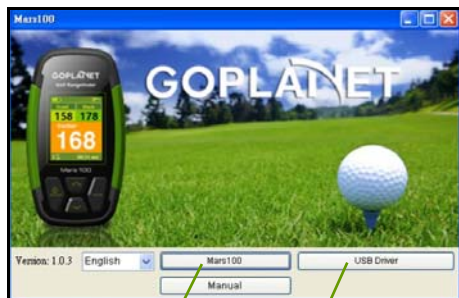 Mars100
GOPLANET
GOPLANET
158 178
168
Mars 100
Version: 1.0.3 English Mars100 USB Driver
Manual